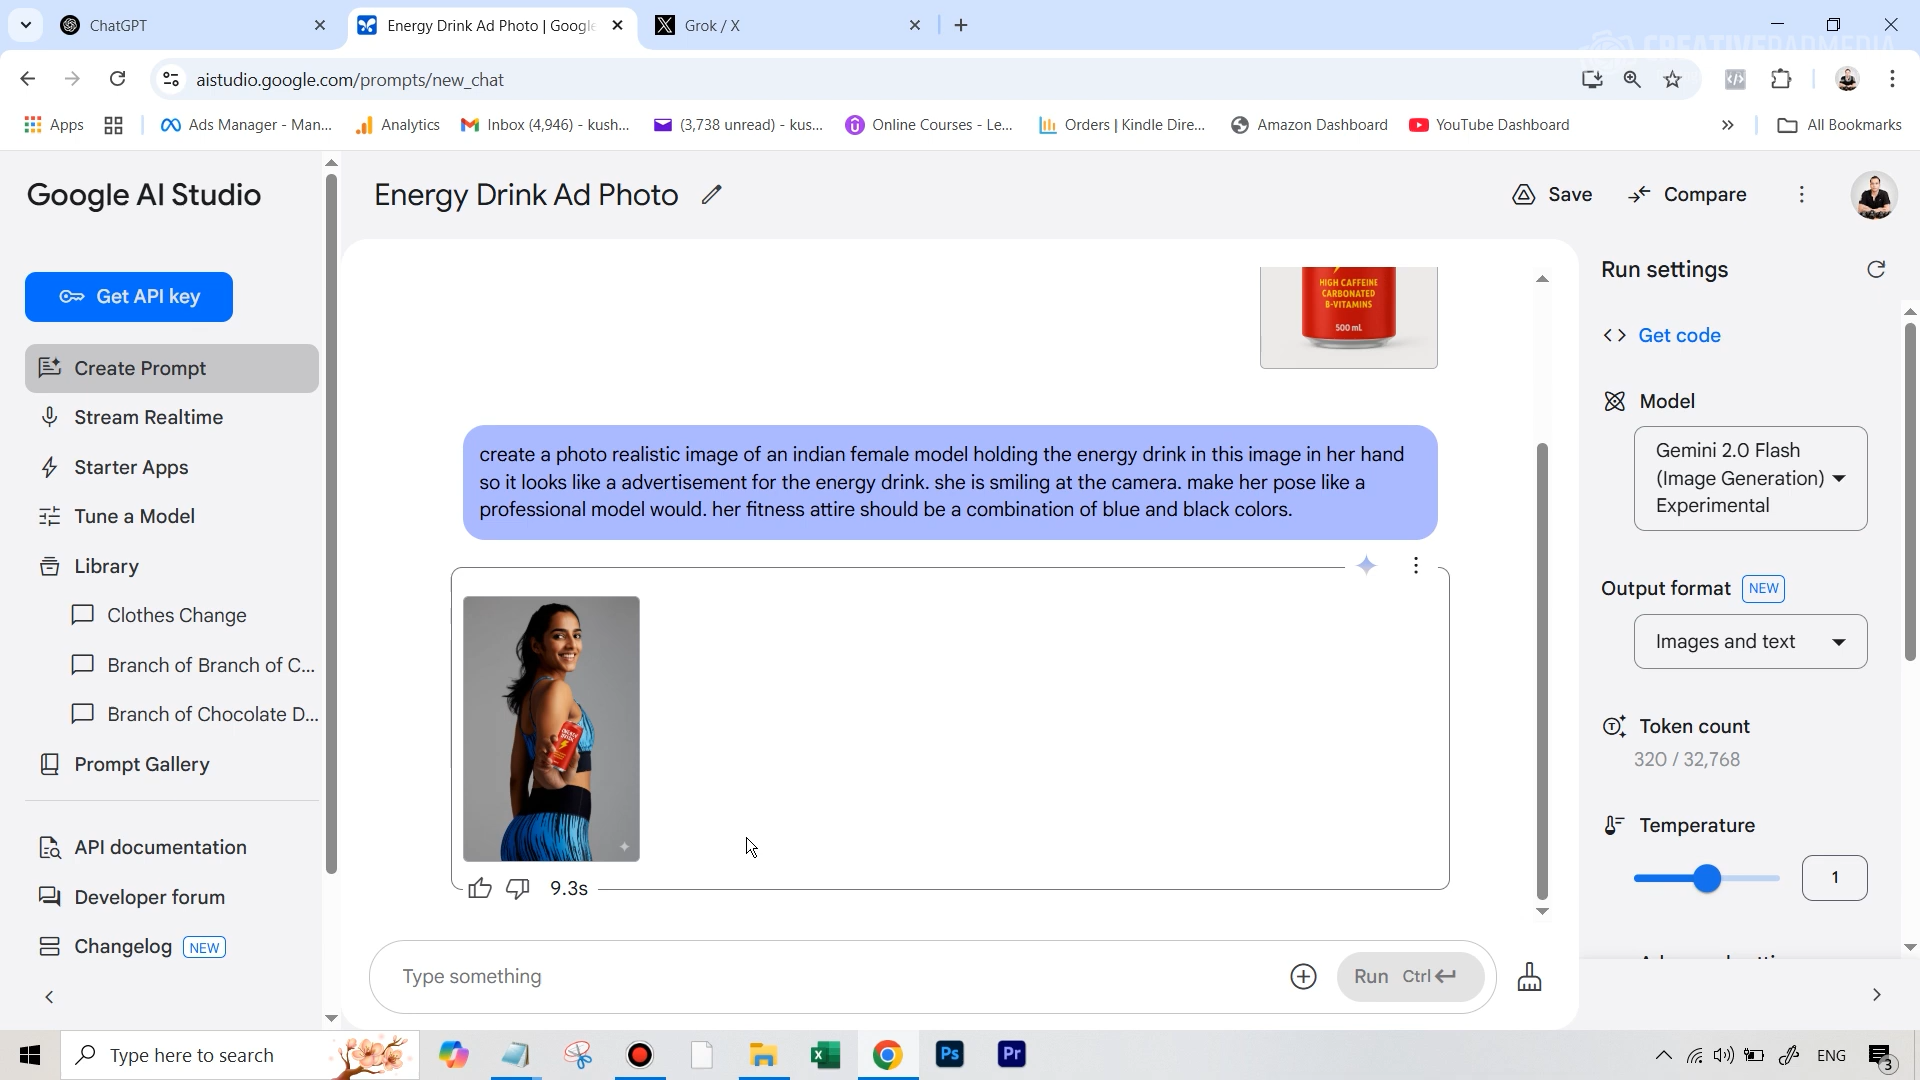 ChatGPT
Energy Drink Ad Photo | Google
Grok / X
CREATIVEDADMEDIA
aistudio.google.com/prompts/new_chat
Apps
Ads Manager - Man...
Analytics
Inbox (4,946) - kush...
(3,738 unread) - kus...
Online Courses - Le...
Orders | Kindle Dire...
Amazon Dashboard
YouTube Dashboard
All Bookmarks
Google AI Studio
Energy Drink Ad Photo
Save
Compare
Get API key
Create Prompt
Stream Realtime
Starter Apps
Tune a Model
Library
Clothes Change
Branch of Branch of C...
Branch of Chocolate D...
Prompt Gallery
API documentation
Developer forum
Changelog NEW
HIGH CAFFEINE
CARBONATED
B-VITAMINS
500 mL
create a photo realistic image of an indian female model holding the energy drink in this image in her hand
so it looks like a advertisement for the energy drink. she is smiling at the camera. make her pose like a
professional model would. her fitness attire should be a combination of blue and black colors.
ENERGY
DRINK
9.3s
Type something
Run Ctrl
Run settings
Get code
Model
Gemini 2.0 Flash
(Image Generation)
Experimental
Output format NEW
Images and text
Token count
320 / 32,768
Temperature
1
Type here to search
Ps
Pr
ENG
3